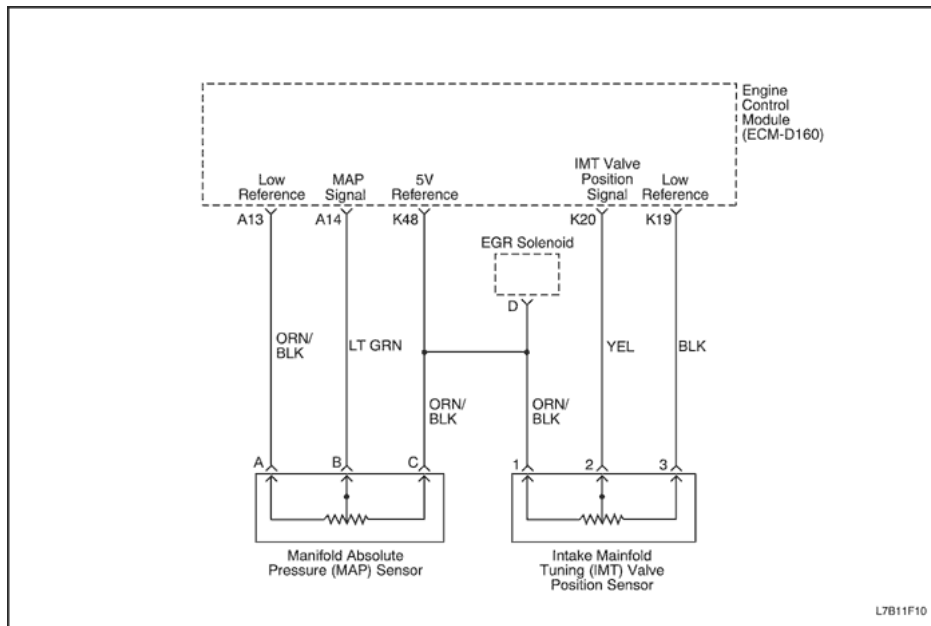 Engine
Control
Module
(ECM-D160)
Low
Reference
MAP
Signal
5V
Reference
IMT Valve
Position
Signal
Low
Reference
A13
A14
K48
K20
K19
EGR Solenoid
D
ORN/
BLK
LT GRN
YEL
BLK
ORN/
BLK
ORN/
BLK
A
B
C
1
2
3
Manifold Absolute
Pressure (MAP) Sensor
Intake Mainfold
Tuning (IMT) Valve
Position Sensor
L7B11F10